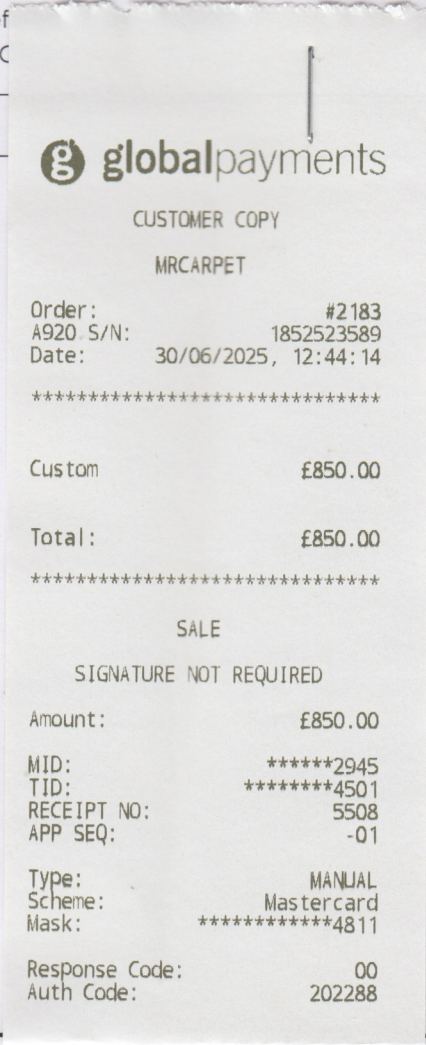 g globalpayments
CUSTOMER COPY
MRCARPET
Order: #2183
A920 S/N: 1852523589
Date: 30/06/2025, 12:44:14
*******************************
Custom £850.00
Total: £850.00
*******************************
SALE
SIGNATURE NOT REQUIRED
Amount: £850.00
MID: ******2945
TID: ********4501
RECEIPT NO: 5508
APP SEQ: -01
Type: MANUAL
Scheme: Mastercard
Mask: ************4811
Response Code: 00
Auth Code: 202288